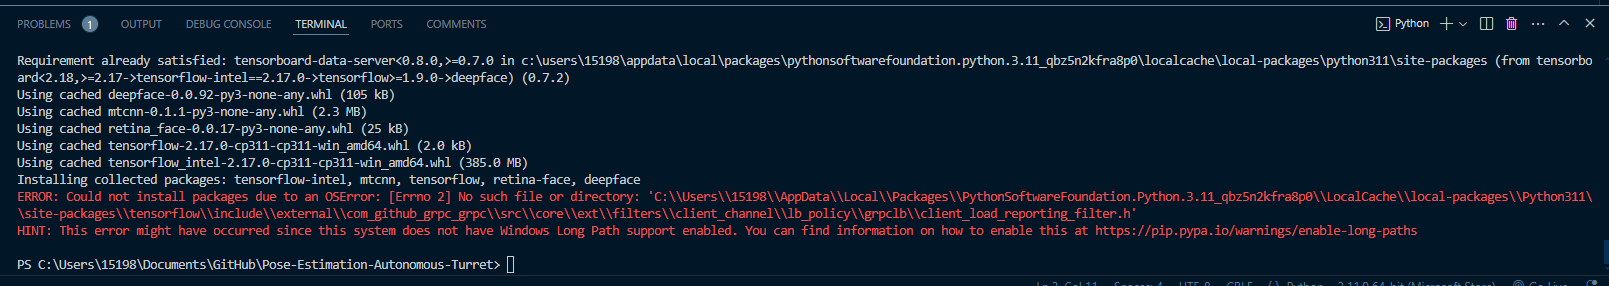 PROBLEMS 1 OUTPUT DEBUG CONSOLE TERMINAL PORTS COMMENTS Python
Requirement already satisfied: tensorboard-data-server<0.8.0,>=0.7.0 in c:\users\15198\appdata\local\packages\pythonsoftwarefoundation.python.3.11_qbz5n2kfra8p0\localcache\local-packages\python311\site-packages (from tensorbo
ard<2.18,>=2.17->tensorflow-intel==2.17.0->tensorflow>=1.9.0->deepface) (0.7.2)
Using cached deepface-0.0.92-py3-none-any.whl (105 kB)
Using cached mtcnn-0.1.1-py3-none-any.whl (2.3 MB)
Using cached retina_face-0.0.17-py3-none-any.whl (25 kB)
Using cached tensorflow-2.17.0-cp311-cp311-win_amd64.whl (2.0 kB)
Using cached tensorflow_intel-2.17.0-cp311-cp311-win_amd64.whl (385.0 MB)
Installing collected packages: tensorflow-intel, mtcnn, tensorflow, retina-face, deepface
ERROR: Could not install packages due to an OSError: [Errno 2] No such file or directory: 'C:\\Users\\15198\\AppData\\Local\\Packages\\PythonSoftwareFoundation.Python.3.11_qbz5n2kfra8p0\\LocalCache\\local-packages\\Python311\
\site-packages\\tensorflow\\include\\external\\com_github_grpc_grpc\\src\\core\\ext\\filters\\client_channel\\lb_policy\\grpclb\\client_load_reporting_filter.h'
HINT: This error might have occurred since this system does not have Windows Long Path support enabled. You can find information on how to enable this at https://pip.pypa.io/warnings/enable-long-paths
PS C:\Users\15198\Documents\GitHub\Pose-Estimation-Autonomous-Turret>